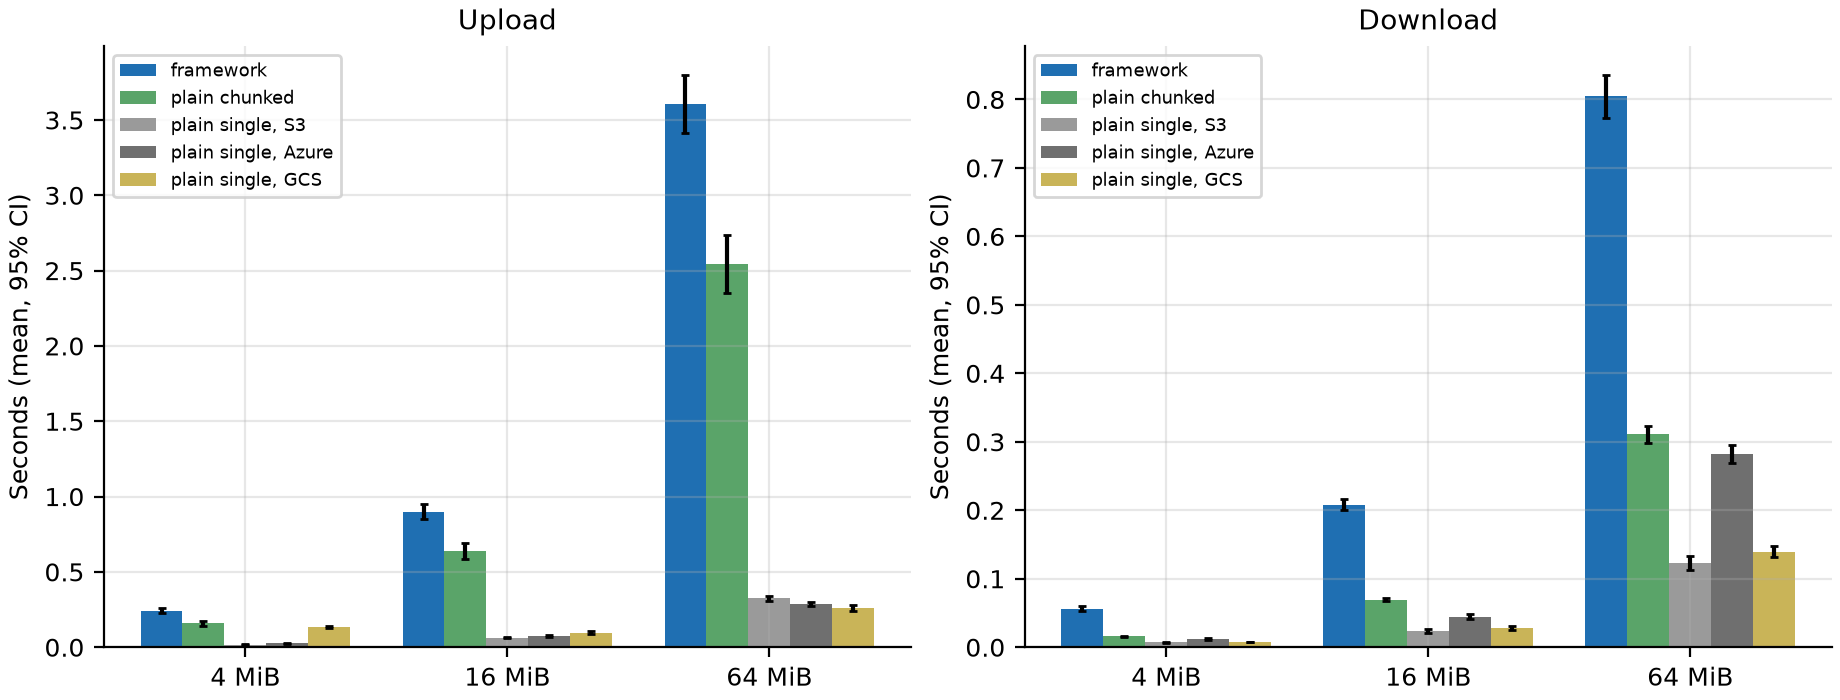 Upload
framework
plain chunked
plain single, S3
plain single, Azure
plain single, GCS
Seconds (mean, 95% CI)
3.5
3.0
2.5
2.0
1.5
1.0
0.5
0.0
4 MiB
16 MiB
64 MiB
Download
framework
plain chunked
plain single, S3
plain single, Azure
plain single, GCS
Seconds (mean, 95% CI)
0.8
0.7
0.6
0.5
0.4
0.3
0.2
0.1
0.0
4 MiB
16 MiB
64 MiB